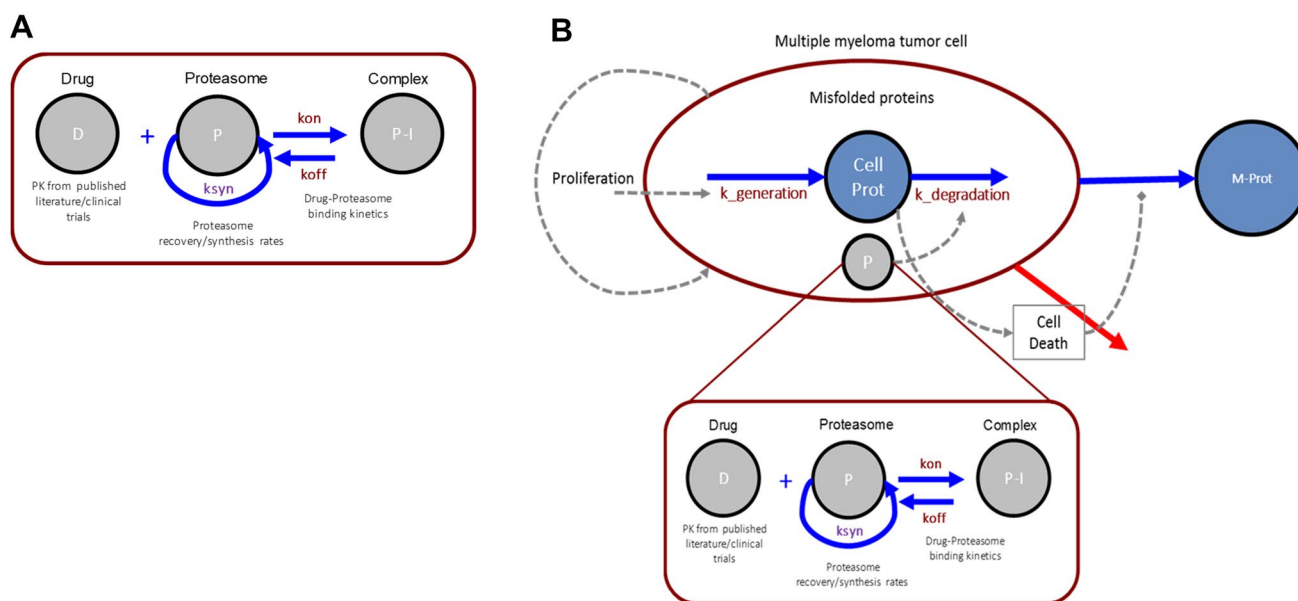 A
Drug
Proteasome
Complex
D
+
P
kon
P-I
koff
ksyn
PK from published
literature/clinical
trials
Drug-Proteasome
binding kinetics
Proteasome
recovery/synthesis rates
B
Multiple myeloma tumor cell
Misfolded proteins
Proliferation
k_generation
Cell
Prot
k_degradation
M-Prot
P
Cell
Death
Drug
Proteasome
Complex
D
+
P
kon
P-I
koff
ksyn
PK from published
literature/clinical
trials
Drug-Proteasome
binding kinetics
Proteasome
recovery/synthesis rates